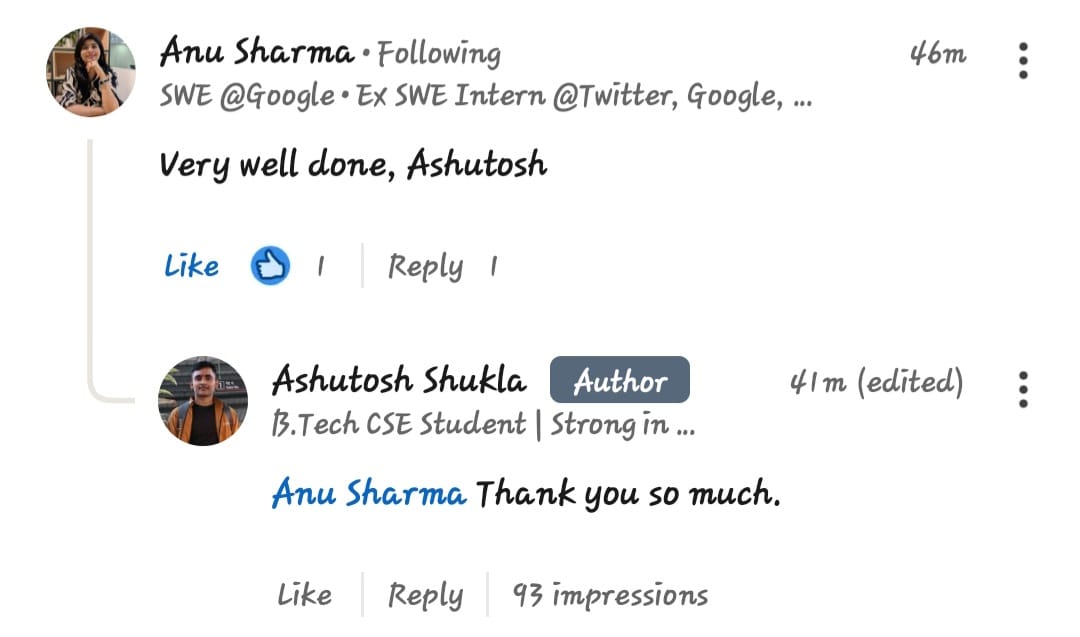 Anu Sharma • Following 46m
SWE @Google • Ex SWE Intern @Twitter, Google, ...
Very well done, Ashutosh
Like 1 Reply 1
Ashutosh Shukla Author 41m (edited)
B.Tech CSE Student | Strong in ...
Anu Sharma Thank you so much.
Like Reply 93 impressions